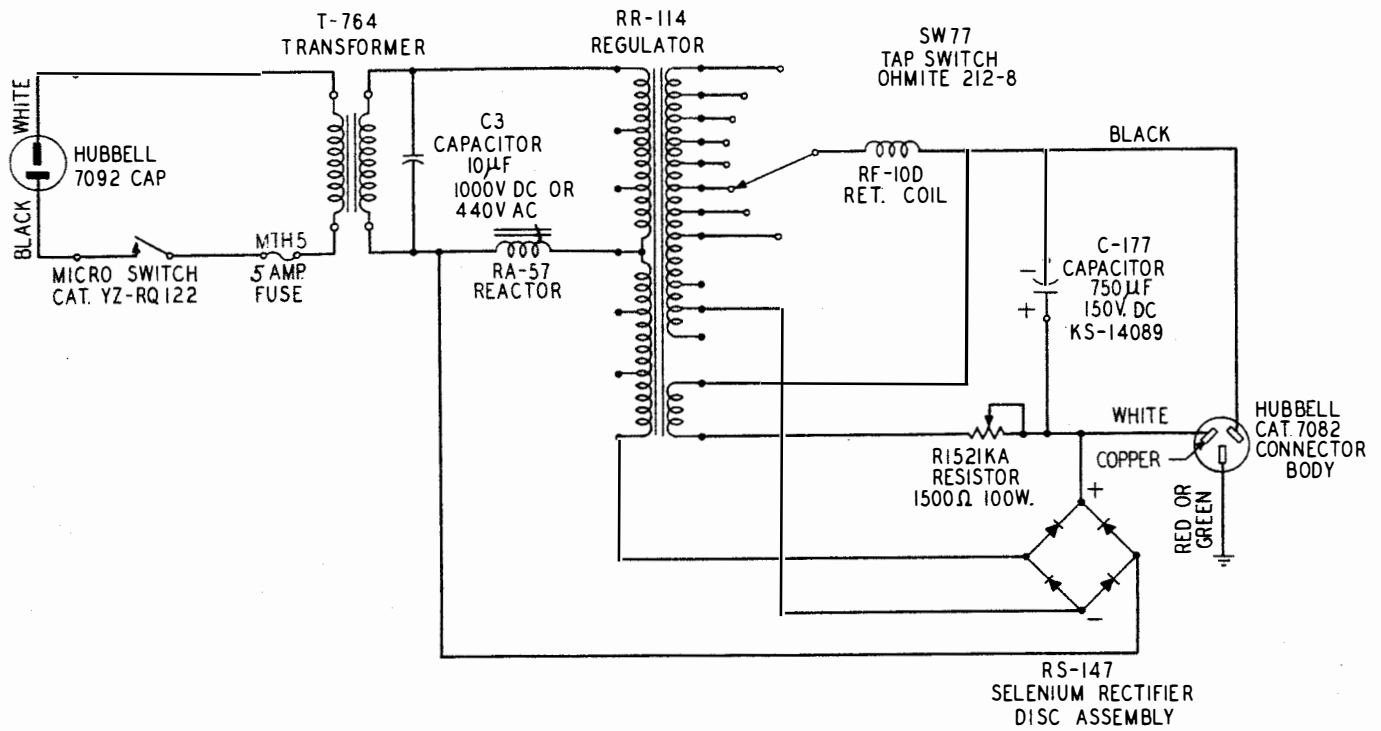 T-764
TRANSFORMER
RR-114
REGULATOR
SW77
TAP SWITCH
OHMITE 212-8
WHITE
HUBBELL
7092 CAP
BLACK
MICRO SWITCH
CAT. YZ-RQ122
MTH5
5 AMP.
FUSE
C3
CAPACITOR
10µF
1000V DC OR
440V AC
RA-57
REACTOR
RF-10D
RET. COIL
BLACK
C-177
CAPACITOR
750µF
150V. DC
KS-14089
−
+
R1521KA
RESISTOR
1500Ω 100W.
WHITE
COPPER
HUBBELL
CAT. 7082
CONNECTOR
BODY
RED OR
GREEN
+
−
RS-147
SELENIUM RECTIFIER
DISC ASSEMBLY